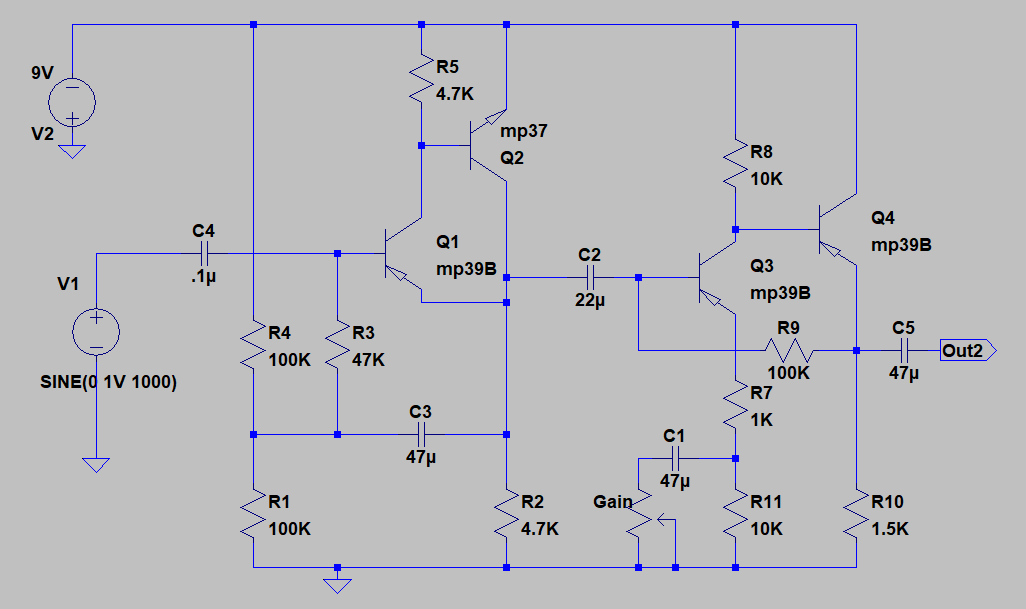 9V
V2
R5
4.7K
mp37
Q2
R8
10K
C4
.1µ
Q1
mp39B
Q4
mp39B
V1
C2
22µ
Q3
mp39B
SINE(0 1V 1000)
R4
100K
R3
47K
R9
100K
C5
47µ
Out2
R7
1K
C3
47µ
C1
47µ
R1
100K
R2
4.7K
Gain
R11
10K
R10
1.5K